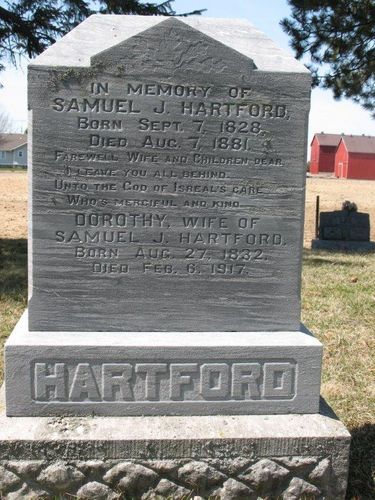 IN MEMORY OF
SAMUEL J. HARTFORD,
BORN SEPT. 7, 1828.
DIED AUG. 7, 1881.
FAREWELL WIFE AND CHILDREN DEAR,
I LEAVE YOU ALL BEHIND.
UNTO THE GOD OF ISREAL'S CARE
WHO'S MERCIFUL AND KIND.
DOROTHY, WIFE OF
SAMUEL J. HARTFORD.
BORN AUG. 27, 1832.
DIED FEB. 6, 1917.
HARTFORD